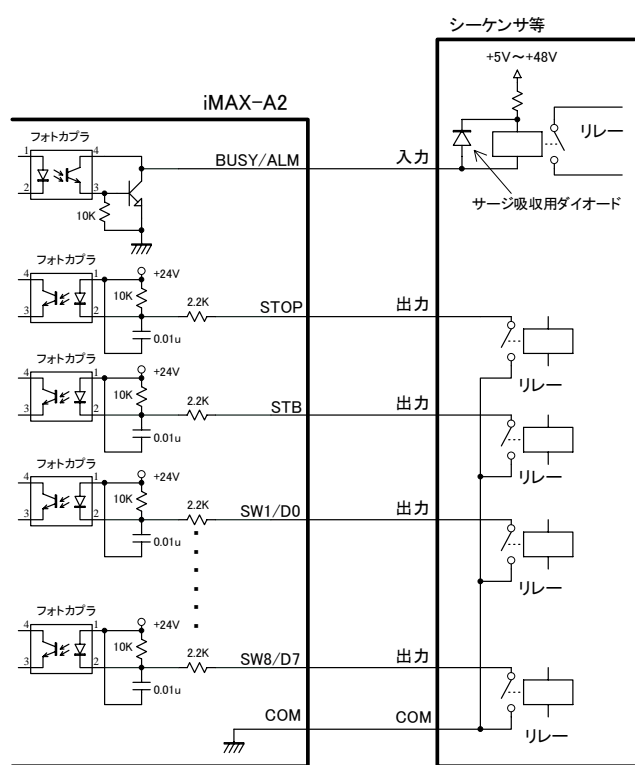 シーケンサ等
+5V～+48V
iMAX-A2
フォトカプラ
1
4
BUSY/ALM
入力
リレー
2
3
10K
サージ吸収用ダイオード
フォトカプラ
4
1
+24V
10K
2.2K
STOP
出力
3
2
0.01u
リレー
フォトカプラ
4
1
+24V
10K
2.2K
STB
出力
3
2
0.01u
リレー
フォトカプラ
4
1
+24V
10K
2.2K
SW1/D0
出力
3
2
0.01u
リレー
フォトカプラ
4
1
+24V
10K
2.2K
SW8/D7
出力
3
2
0.01u
COM
COM
リレー